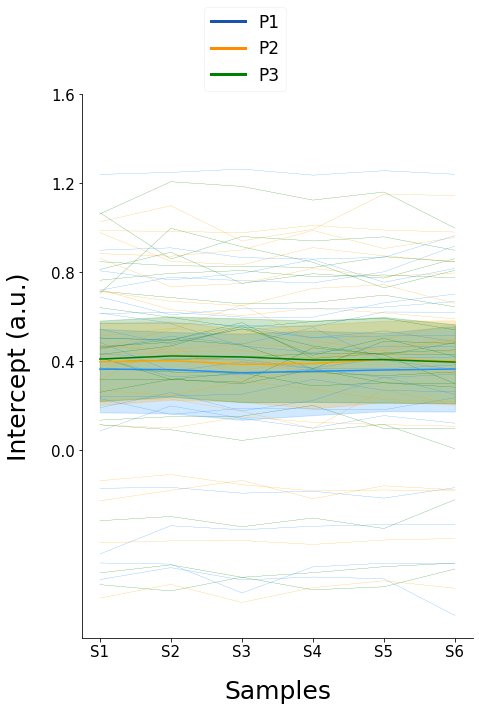 P1
P2
P3
1.6
1.2
0.8
0.4
0.0
Intercept (a.u.)
S1 S2 S3 S4 S5 S6
Samples